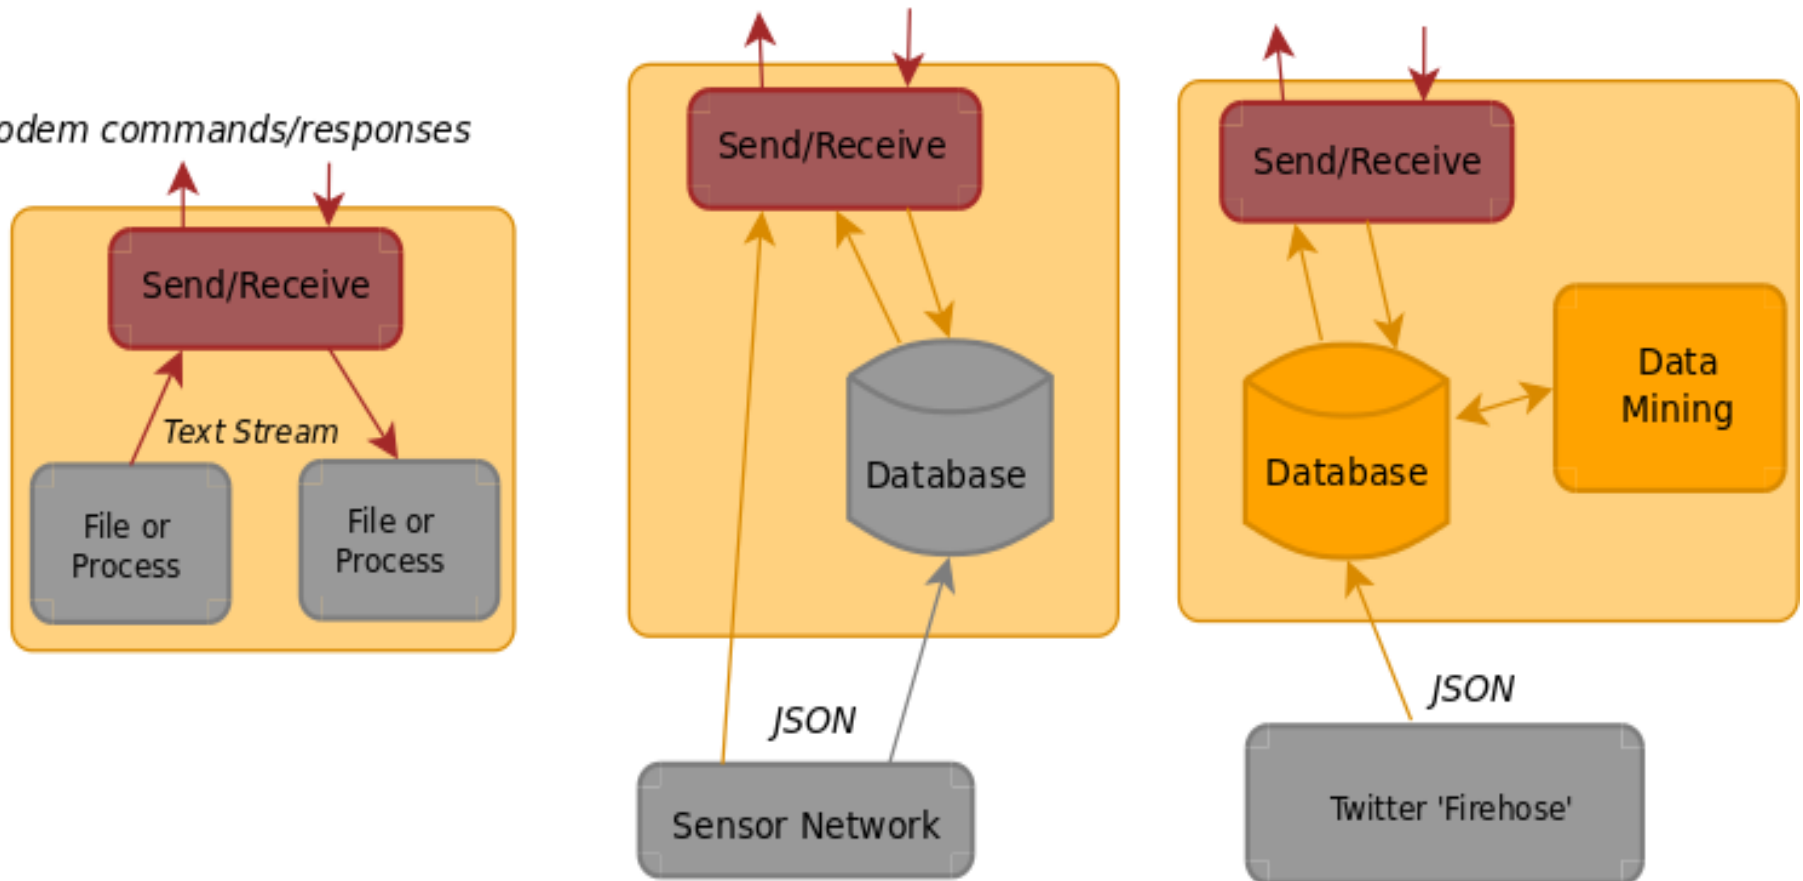 odem commands/responses
Send/Receive
Text Stream
File or
Process
File or
Process
Send/Receive
Database
JSON
Sensor Network
Send/Receive
Data
Mining
Database
JSON
Twitter 'Firehose'